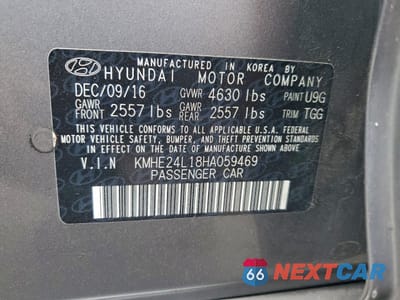 MANUFACTURED IN KOREA BY
HYUNDAI MOTOR COMPANY
DEC/09/16 GVWR 4630 lbs PAINT U9G
GAWR FRONT 2557 lbs GAWR REAR 2557 lbs TRIM TGG
THIS VEHICLE CONFORMS TO ALL APPLICABLE FEDERAL
MOTOR VEHICLE SAFETY, BUMPER, AND THEFT PREVENTION STANDARDS
IN EFFECT ON THE DATE OF MANUFACTURE SHOWN ABOVE.
V.I.N KMHE24L18HA059469
PASSENGER CAR
66 NEXTCAR